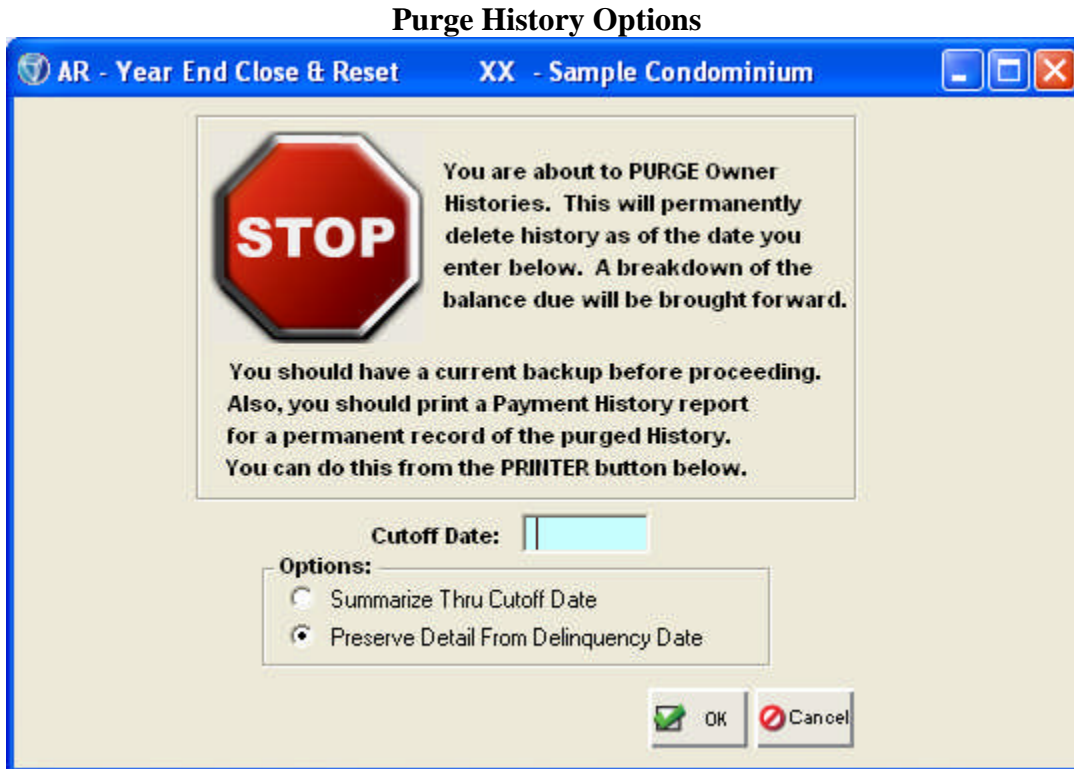 Purge History Options
AR - Year End Close & Reset XX - Sample Condominium
STOP
You are about to PURGE Owner
Histories. This will permanently
delete history as of the date you
enter below. A breakdown of the
balance due will be brought forward.
You should have a current backup before proceeding.
Also, you should print a Payment History report
for a permanent record of the purged History.
You can do this from the PRINTER button below.
Cutoff Date:
Options:
Summarize Thru Cutoff Date
Preserve Detail From Delinquency Date
OK Cancel